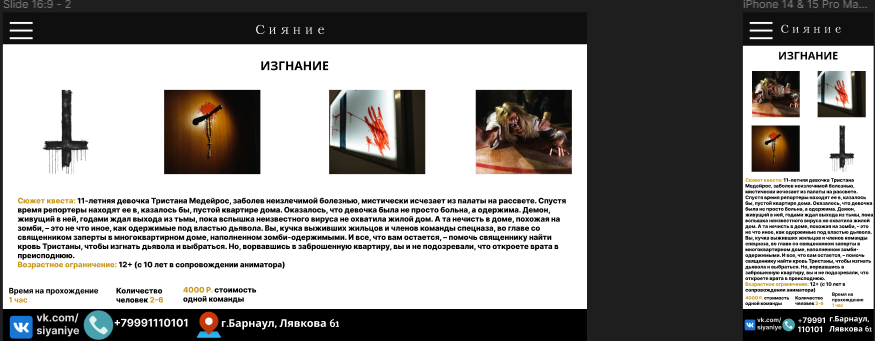 Slide 16:9 - 2
Сияние
ИЗГНАНИЕ
Сюжет квеста: 11-летняя девочка Тристана Медейрос, заболев неизлечимой болезнью, мистически исчезает из палаты на рассвете. Спустя
время репортеры находят ее в, казалось бы, пустой квартире дома. Оказалось, что девочка была не просто больна, а одержима. Демон,
живущий в ней, годами ждал выхода из тьмы, пока вспышка неизвестного вируса не охватила жилой дом. А та нечисть в доме, похожая на
зомби, – это не что иное, как одержимые под властью дьявола. Вы, кучка выживших жильцов и членов команды спецназа, во главе со
священником заперты в многоквартирном доме, наполненном зомби-одержимыми. И все, что вам остается, – помочь священнику найти
кровь Тристаны, чтобы изгнать дьявола и выбраться. Но, ворвавшись в заброшенную квартиру, вы и не подозревали, что откроете врата в
преисподнюю.
Возрастное ограничение: 12+ (с 10 лет в сопровождении аниматора)
Время на прохождение
1 час
Количество
человек 2-6
4000 Р. стоимость
одной команды
vk.com/
siyaniye
+79991110101
г.Барнаул, Лявкова 61
iPhone 14 & 15 Pro Ma...
Сияние
ИЗГНАНИЕ
Сюжет квеста: 11-летняя девочка Тристана
Медейрос, заболев неизлечимой болезнью,
мистически исчезает из палаты на рассвете.
Спустя время репортеры находят ее в, казалось
бы, пустой квартире дома. Оказалось, что девочка
была не просто больна, а одержима. Демон,
живущий в ней, годами ждал выхода из тьмы, пока
вспышка неизвестного вируса не охватила жилой
дом. А та нечисть в доме, похожая на зомби, – это
не что иное, как одержимые под властью дьявола.
Вы, кучка выживших жильцов и членов команды
спецназа, во главе со священником заперты в
многоквартирном доме, наполненном зомби-
одержимыми. И все, что вам остается, – помочь
священнику найти кровь Тристаны, чтобы изгнать
дьявола и выбраться. Но, ворвавшись в
заброшенную квартиру, вы и не подозревали, что
откроете врата в преисподнюю.
Возрастное ограничение: 12+ (с 10 лет в
сопровождении аниматора)
4000 Р. стоимость
одной команды
Количество
человек 2-6
Время на
прохождение
1 час
vk.com/
siyaniye
+79991
110101
г.Барнаул,
Лявкова 61